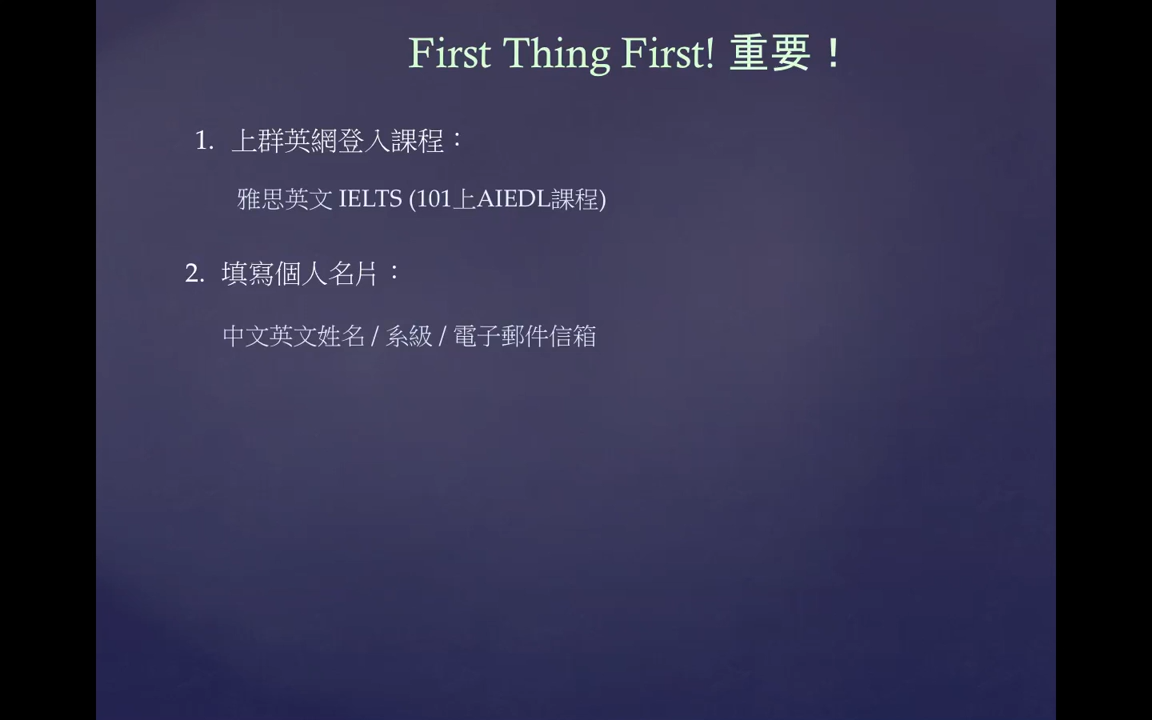 First Thing First! 重要！
1. 上群英網登入課程：
雅思英文 IELTS (101上AIEDL課程)
2. 填寫個人名片：
中文英文姓名 / 系級 / 電子郵件信箱